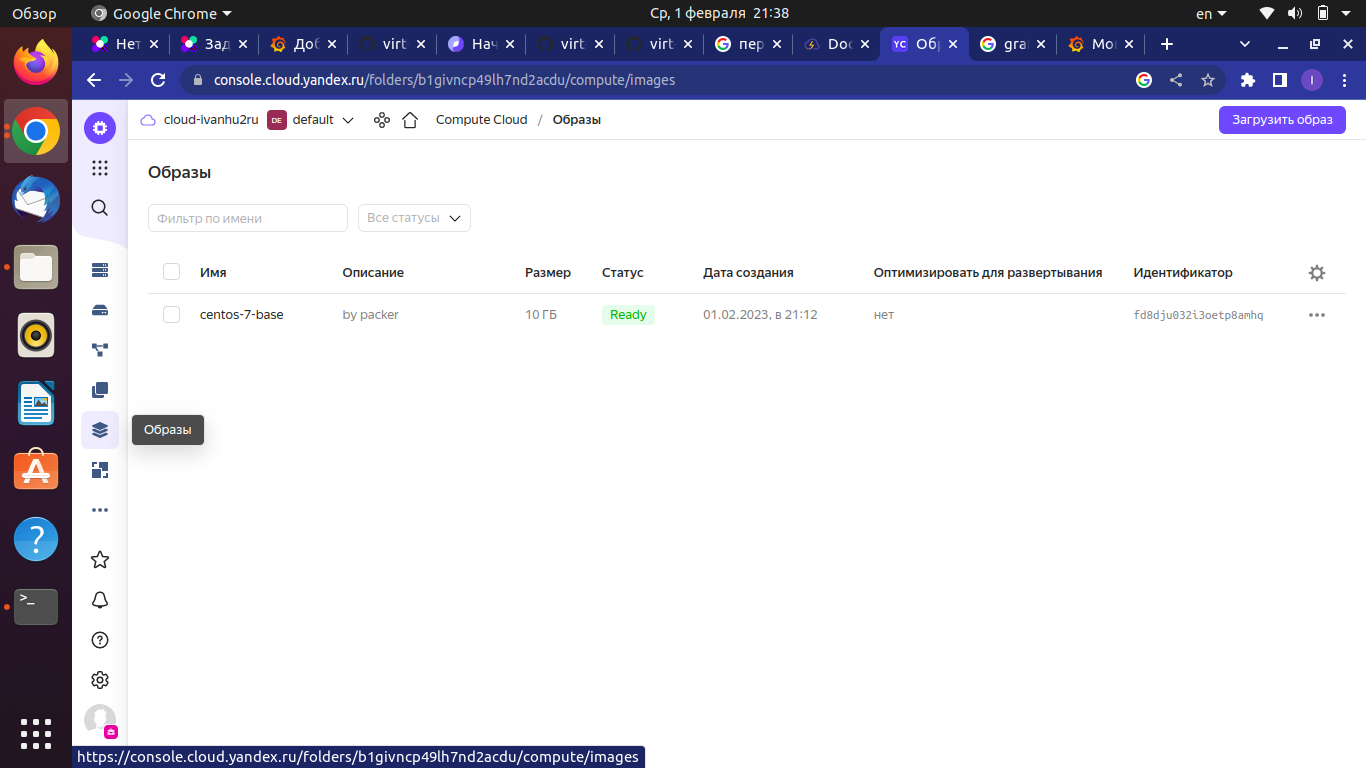 Обзор
Google Chrome
Ср, 1 февраля 21:38
en
Нет
Зад
Доб
virt
Нач
virt
virt
пер
Doc
YC
Обр
gra
Мо
console.cloud.yandex.ru/folders/b1givncp49lh7nd2acdu/compute/images
I
cloud-ivanhu2ru
DE
default
Compute Cloud / Образы
Загрузить образ
Образы
Фильтр по имени
Все статусы
Имя Описание Размер Статус Дата создания Оптимизировать для развертывания Идентификатор
centos-7-base by packer 10 ГБ Ready 01.02.2023, в 21:12 нет fd8dju032i3oetp8amhq
Образы
https://console.cloud.yandex.ru/folders/b1givncp49lh7nd2acdu/compute/images